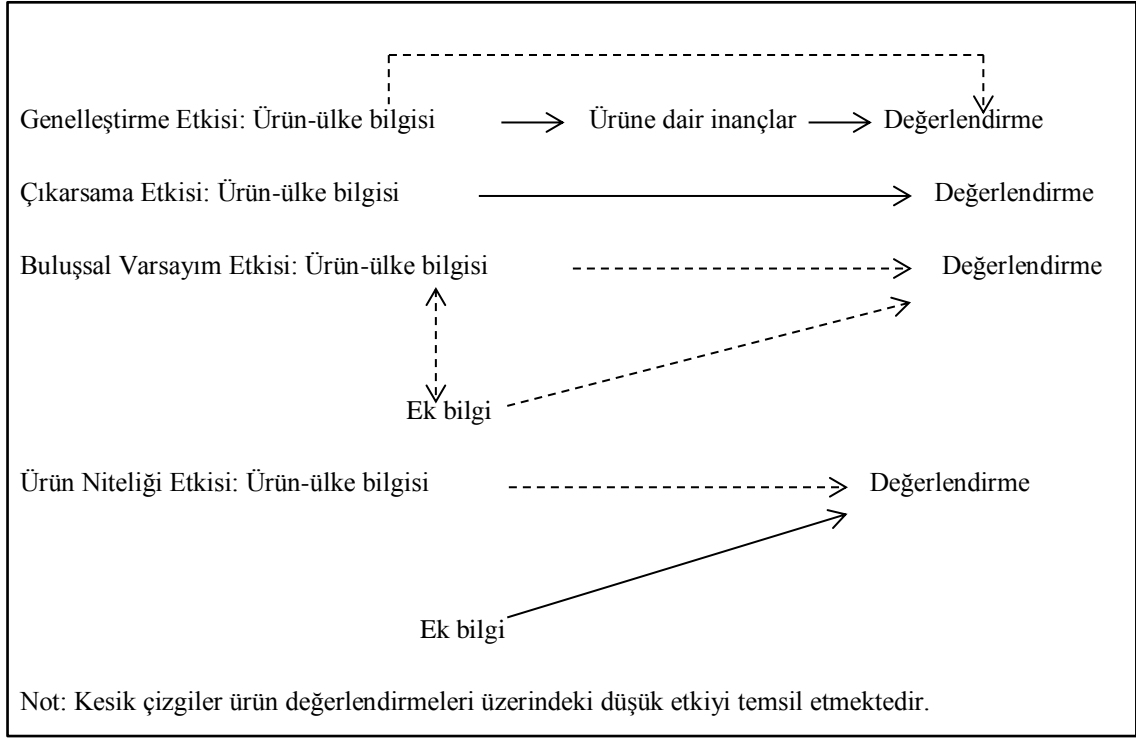 Genelleştirme Etkisi: Ürün-ülke bilgisi Ürüne dair inançlar Değerlendirme
Çıkarsama Etkisi: Ürün-ülke bilgisi Değerlendirme
Buluşsal Varsayım Etkisi: Ürün-ülke bilgisi Değerlendirme
Ek bilgi
Ürün Niteliği Etkisi: Ürün-ülke bilgisi Değerlendirme
Ek bilgi
Not: Kesik çizgiler ürün değerlendirmeleri üzerindeki düşük etkiyi temsil etmektedir.